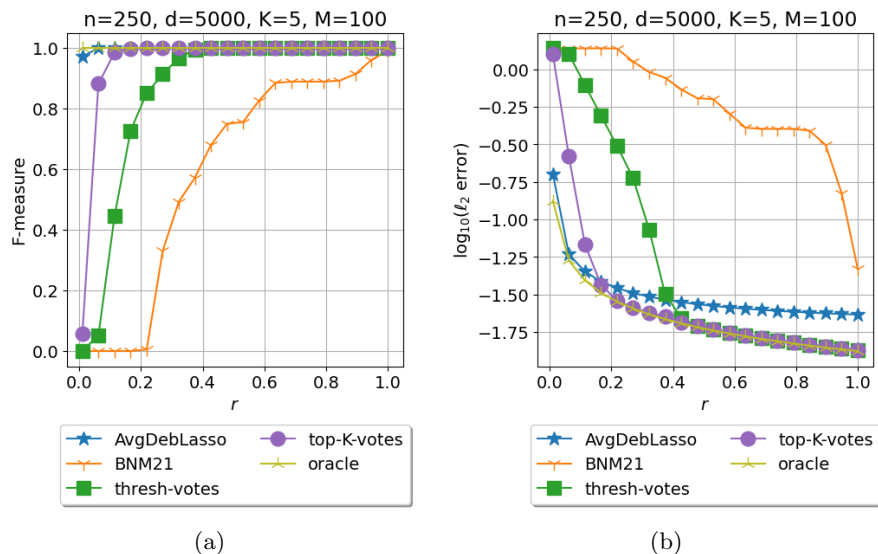 n=250, d=5000, K=5, M=100
1.0
0.8
0.6
0.4
0.2
0.0
F-measure
0.0 0.2 0.4 0.6 0.8 1.0
r
AvgDebLasso
BNM21
thresh-votes
top-K-votes
oracle
(a)
n=250, d=5000, K=5, M=100
0.00
−0.25
−0.50
−0.75
−1.00
−1.25
−1.50
−1.75
log₁₀(ℓ₂ error)
0.0 0.2 0.4 0.6 0.8 1.0
r
AvgDebLasso
BNM21
thresh-votes
top-K-votes
oracle
(b)